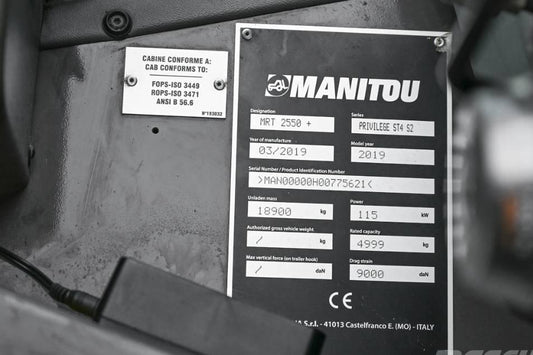 CABINE CONFORME A:
CAB CONFORMS TO:
FOPS-ISO 3449
ROPS-ISO 3471
ANSI B 56.6
N°193032
MANITOU
Designation
MRT 2550 +
Series
PRIVILEGE ST4 S2
Year of manufacture
03/2019
Model year
2019
Serial Number / Product Identification Number
>MAN00000H00775621<
Unladen mass
18900 kg
Power
115 kW
Authorized gross vehicle weight
/ kg
Rated capacity
4999 kg
Max vertical force (on trailer hook)
/ daN
Drag strain
9000 daN
CE
S.r.l. - 41013 Castelfranco E. (MO) - ITALY